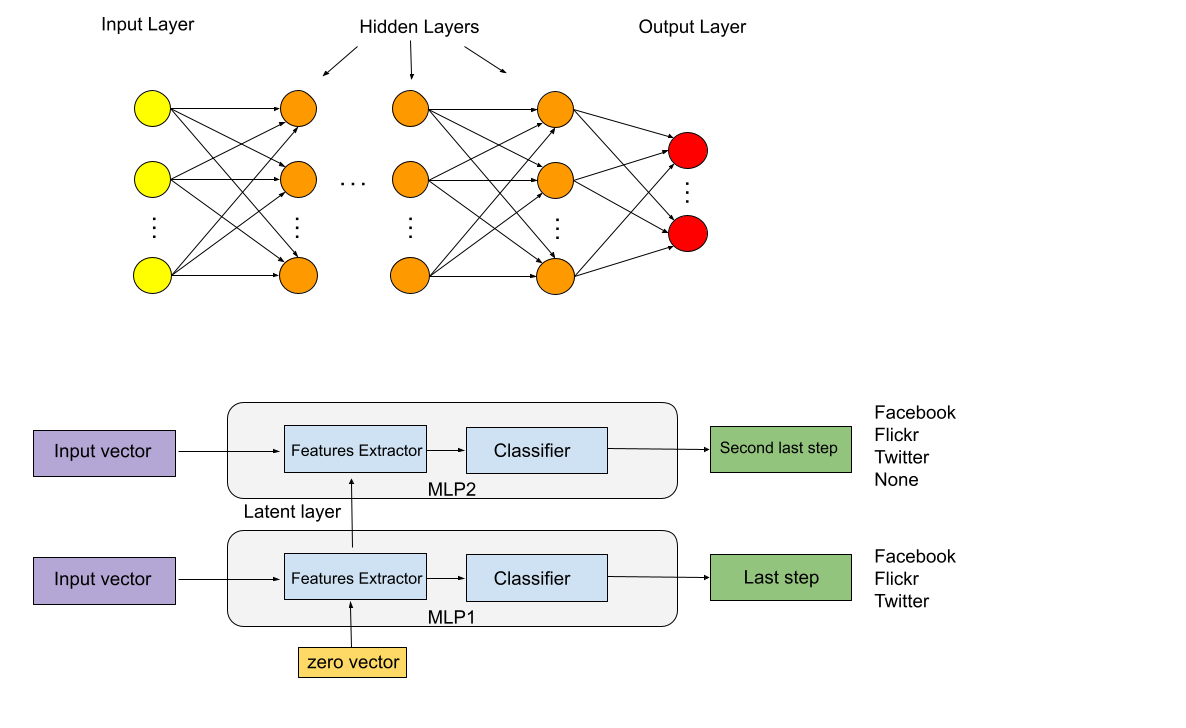 Input Layer
Hidden Layers
Output Layer
Input vector
Features Extractor
Classifier
MLP2
Second last step
Facebook
Flickr
Twitter
None
Latent layer
Input vector
Features Extractor
Classifier
MLP1
Last step
Facebook
Flickr
Twitter
zero vector